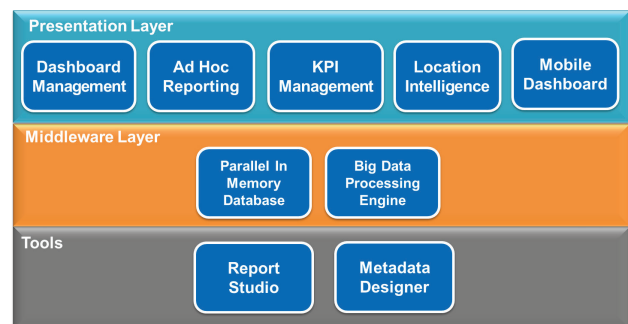 Presentation Layer
Dashboard
Management
Ad Hoc
Reporting
KPI
Management
Location
Intelligence
Mobile
Dashboard
Middleware Layer
Parallel In
Memory
Database
Big Data
Processing
Engine
Tools
Report
Studio
Metadata
Designer